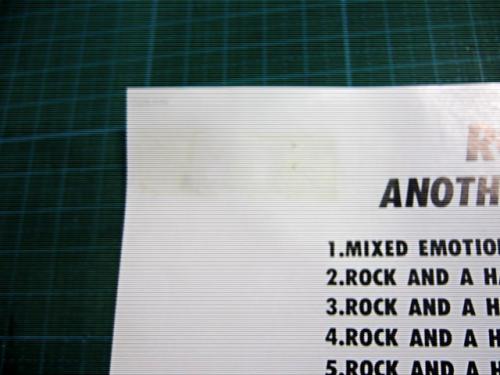 ANOTH
1.MIXED EMOTIO
2.ROCK AND A HA
3.ROCK AND A H
4.ROCK AND A H
5.ROCK AND A H